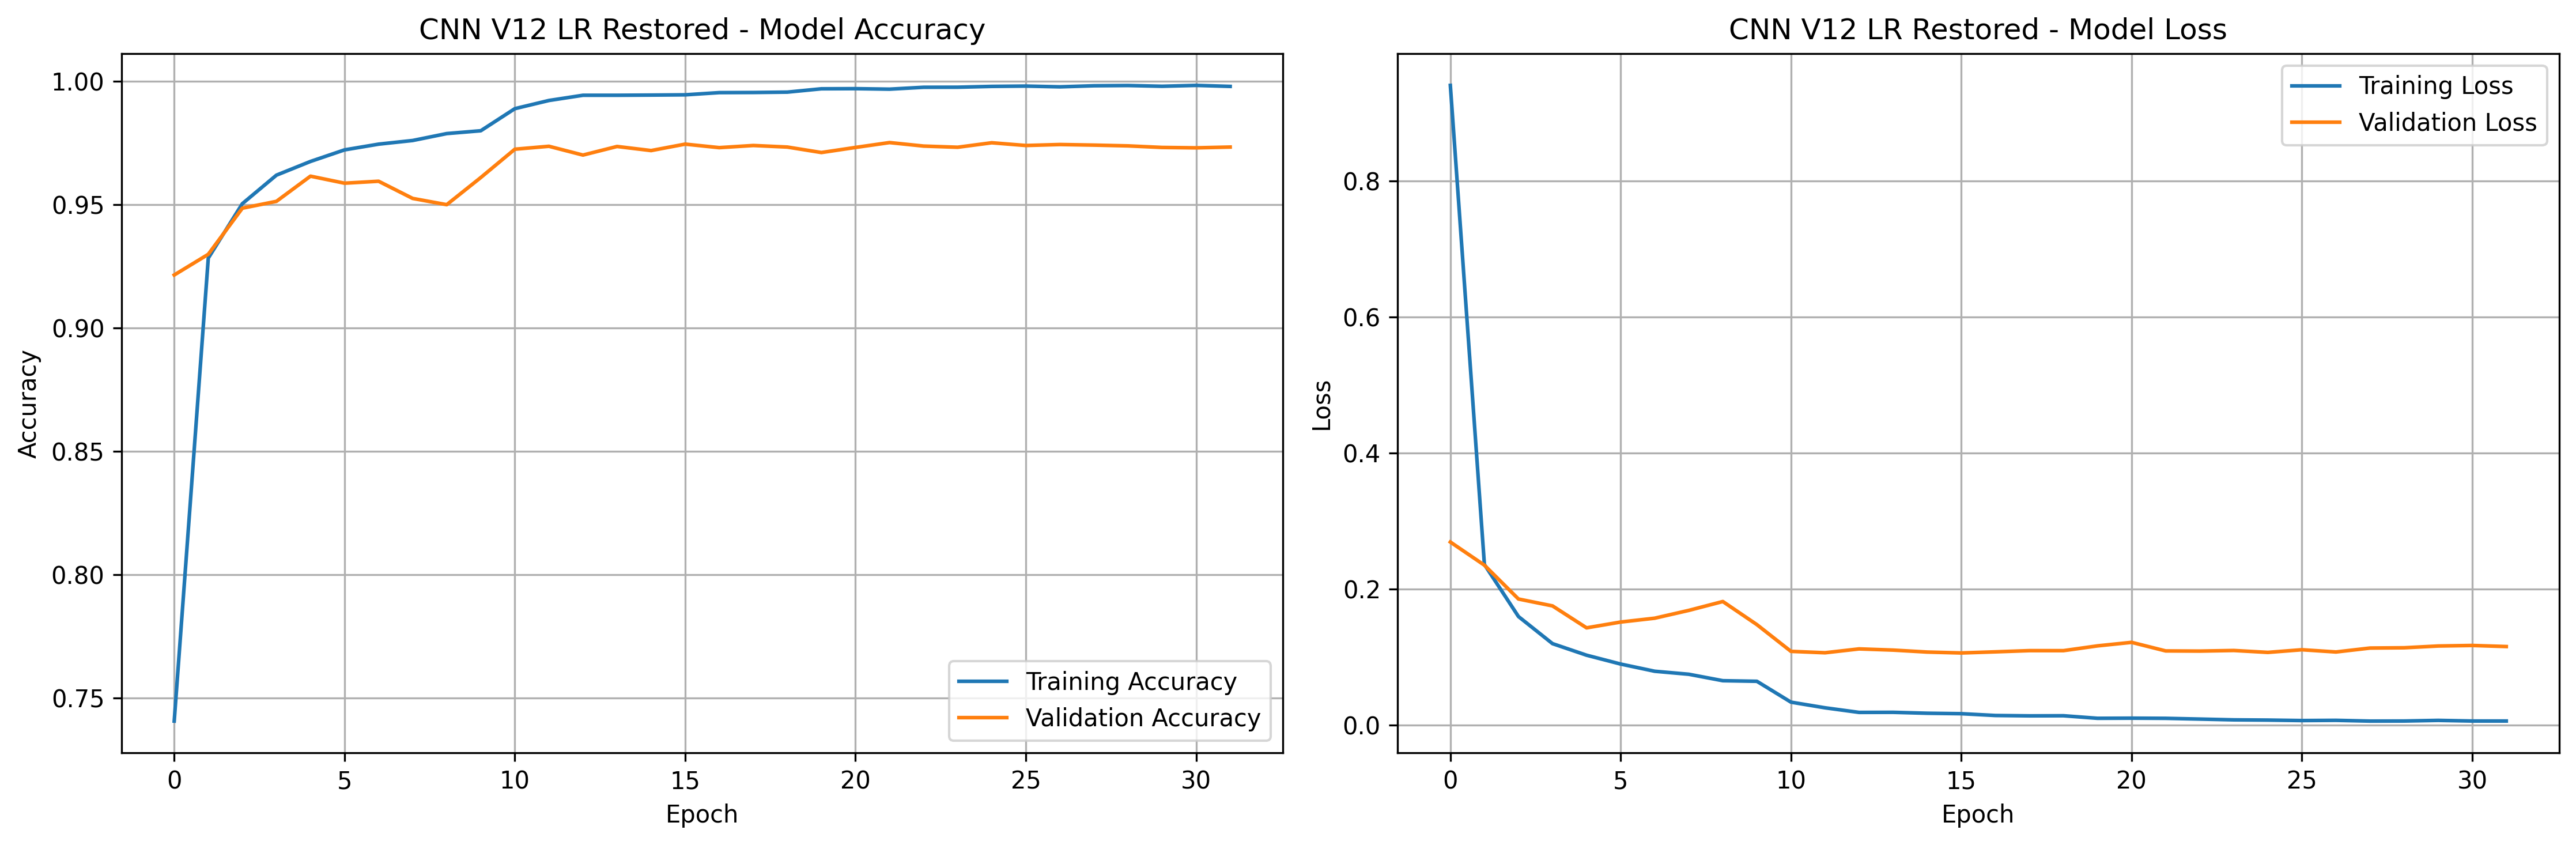 CNN V12 LR Restored - Model Accuracy
1.00
0.95
0.90
0.85
0.80
0.75
Accuracy
Training Accuracy
Validation Accuracy
0 5 10 15 20 25 30
Epoch
CNN V12 LR Restored - Model Loss
Training Loss
Validation Loss
0.8
0.6
0.4
0.2
0.0
Loss
0 5 10 15 20 25 30
Epoch